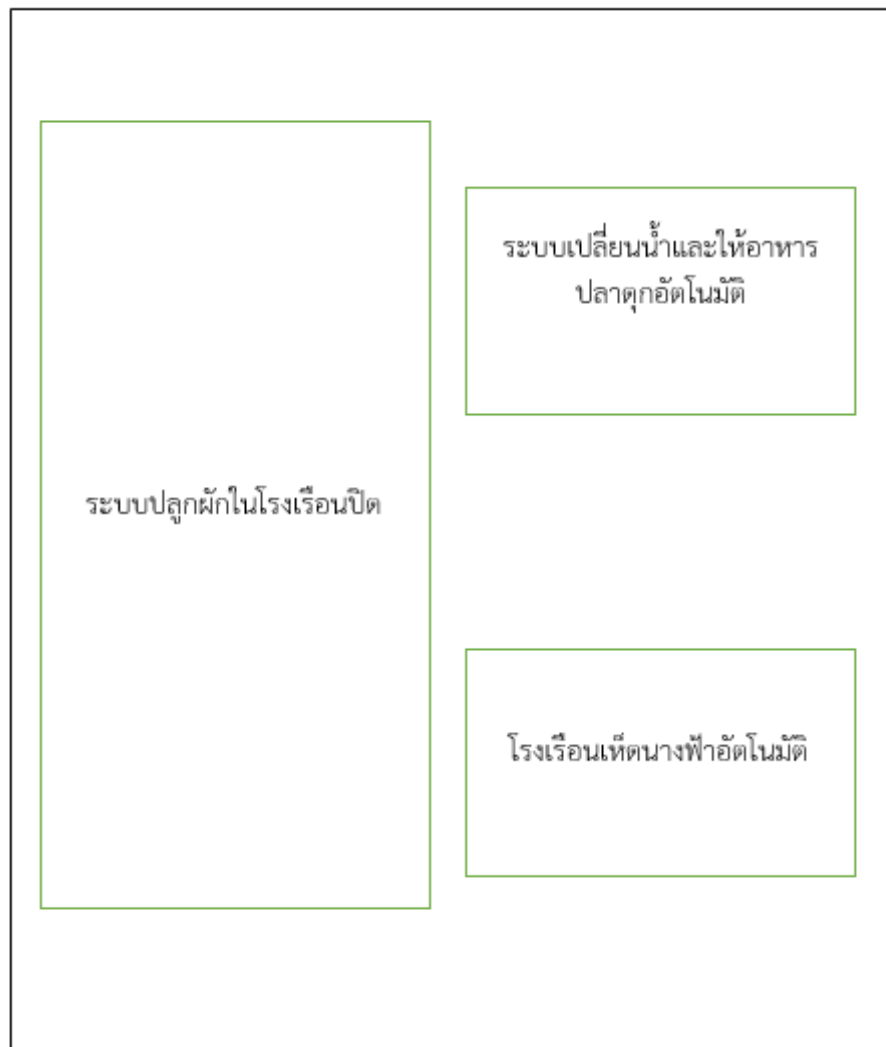 ระบบเปลี่ยนน้ำและให้อาหาร
ปลาดุกอัตโนมัติ
ระบบปลูกผักในโรงเรือนปิด
โรงเรือนเห็ดนางฟ้าอัตโนมัติ